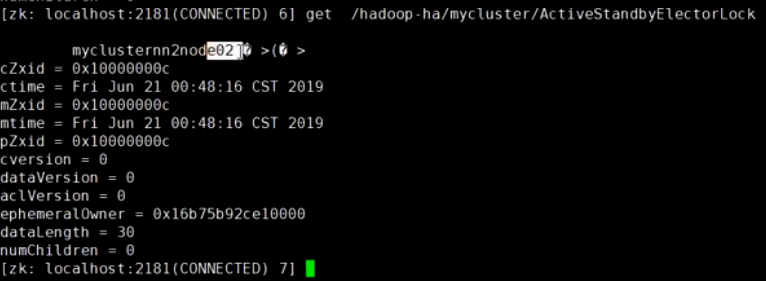 [zk: localhost:2181(CONNECTED) 6] get  /hadoop-ha/mycluster/ActiveStandbyElectorLock
myclusternn2node02 � >(� >
cZxid = 0x10000000c
ctime = Fri Jun 21 00:48:16 CST 2019
mZxid = 0x10000000c
mtime = Fri Jun 21 00:48:16 CST 2019
pZxid = 0x10000000c
cversion = 0
dataVersion = 0
aclVersion = 0
ephemeralOwner = 0x16b75b92ce10000
dataLength = 30
numChildren = 0
[zk: localhost:2181(CONNECTED) 7]